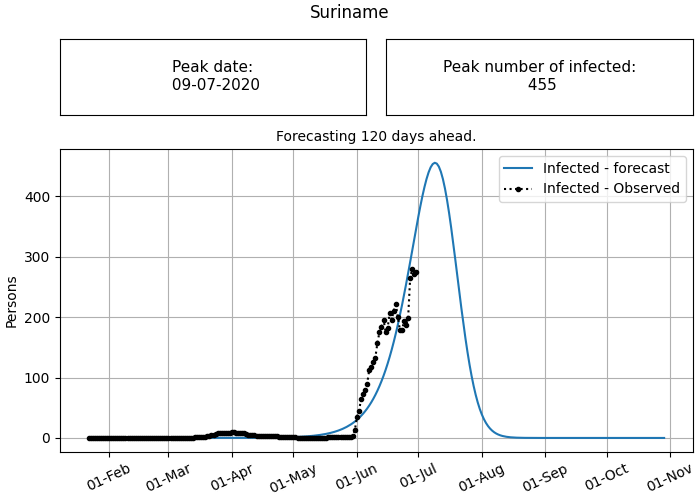 Suriname
Peak date:
09-07-2020
Peak number of infected:
455
Forecasting 120 days ahead.
Infected - forecast
Infected - Observed
Persons
400
300
200
100
0
01-Feb
01-Mar
01-Apr
01-May
01-Jun
01-Jul
01-Aug
01-Sep
01-Oct
01-Nov